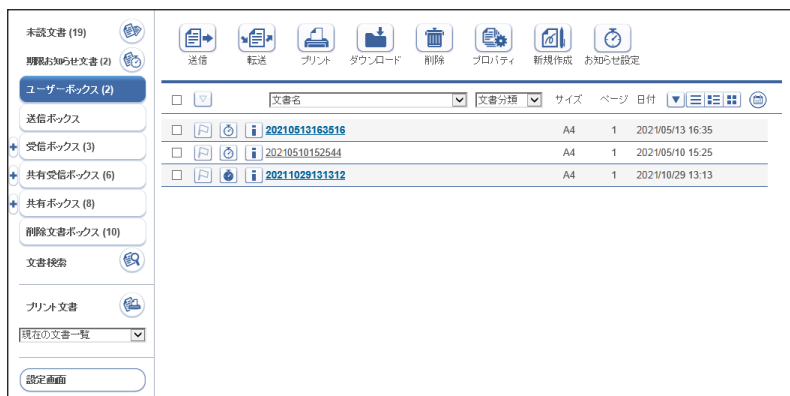 未読文書 (19)
期限お知らせ文書 (2)
ユーザーボックス (2)
送信ボックス
受信ボックス (3)
共有受信ボックス (6)
共有ボックス (8)
削除文書ボックス (10)
文書検索
プリント文書
現在の文書一覧
設定画面
送信 転送 プリント ダウンロード 削除 プロパティ 新規作成 お知らせ設定
文書名 文書分類 サイズ ページ 日付
20210513163516 A4 1 2021/05/13 16:35
20210510152544 A4 1 2021/05/10 15:25
20211029131312 A4 1 2021/10/29 13:13